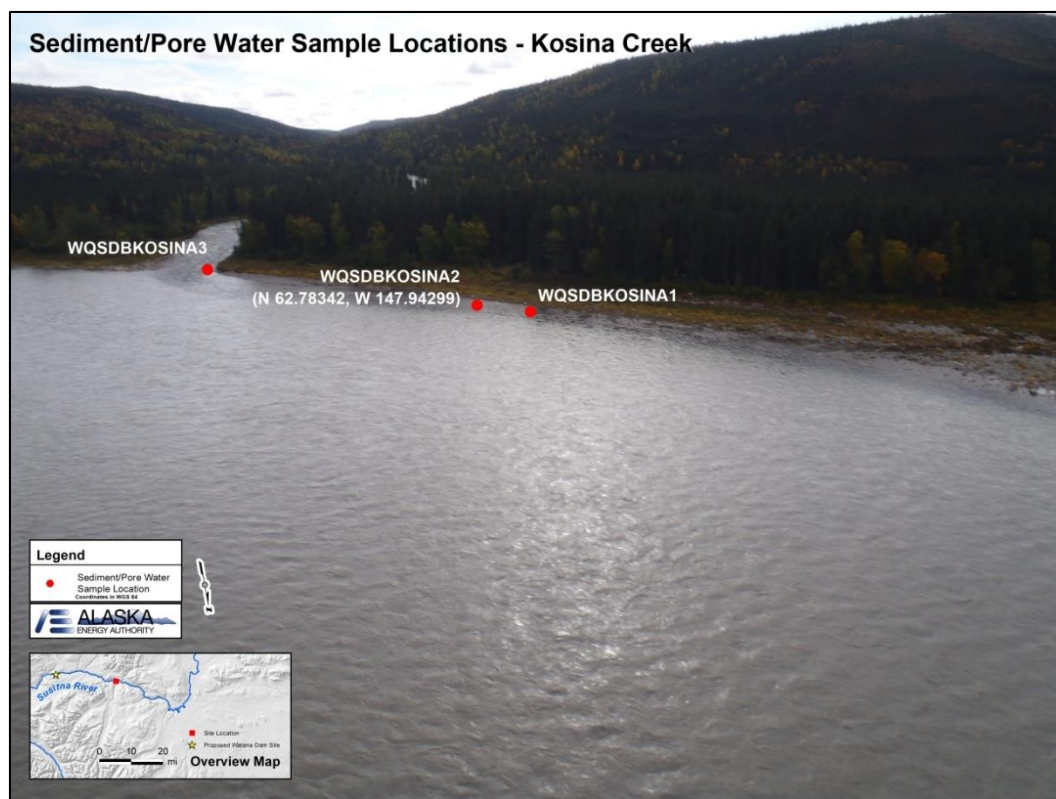 Sediment/Pore Water Sample Locations - Kosina Creek
WQSDBKOSINA3
WQSDBKOSINA2
(N 62.78342, W 147.94299)
WQSDBKOSINA1
Legend
Sediment/Pore Water
Sample Location
Coordinates in WGS 84
ALASKA
ENERGY AUTHORITY
Susitna River
Site Location
Proposed Watana Dam Site
0 10 20
mi
Overview Map